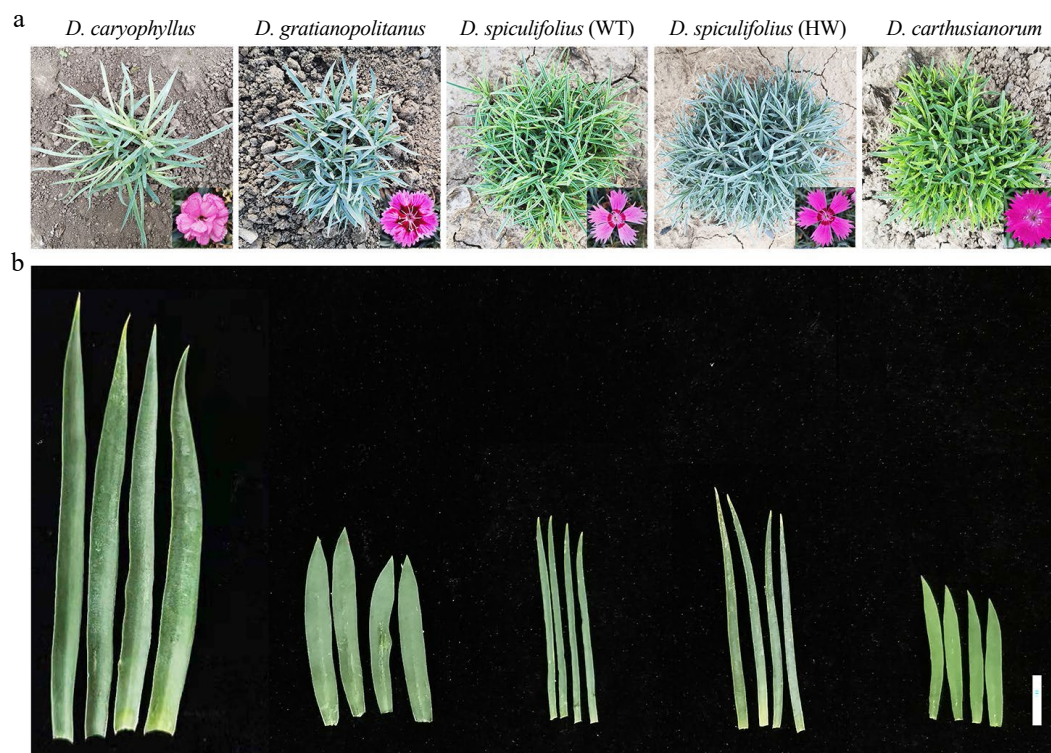 a
D. caryophyllus
D. gratianopolitanus
D. spiculifolius (WT)
D. spiculifolius (HW)
D. carthusianorum
b